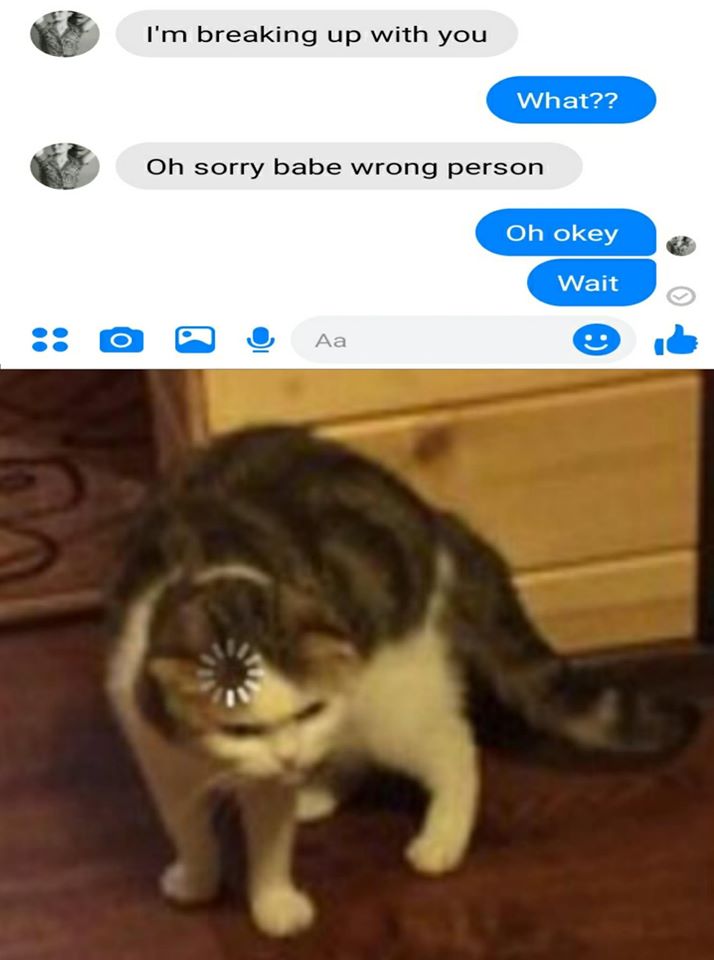 I'm breaking up with you
What??
Oh sorry babe wrong person
Oh okey
Wait
Aa